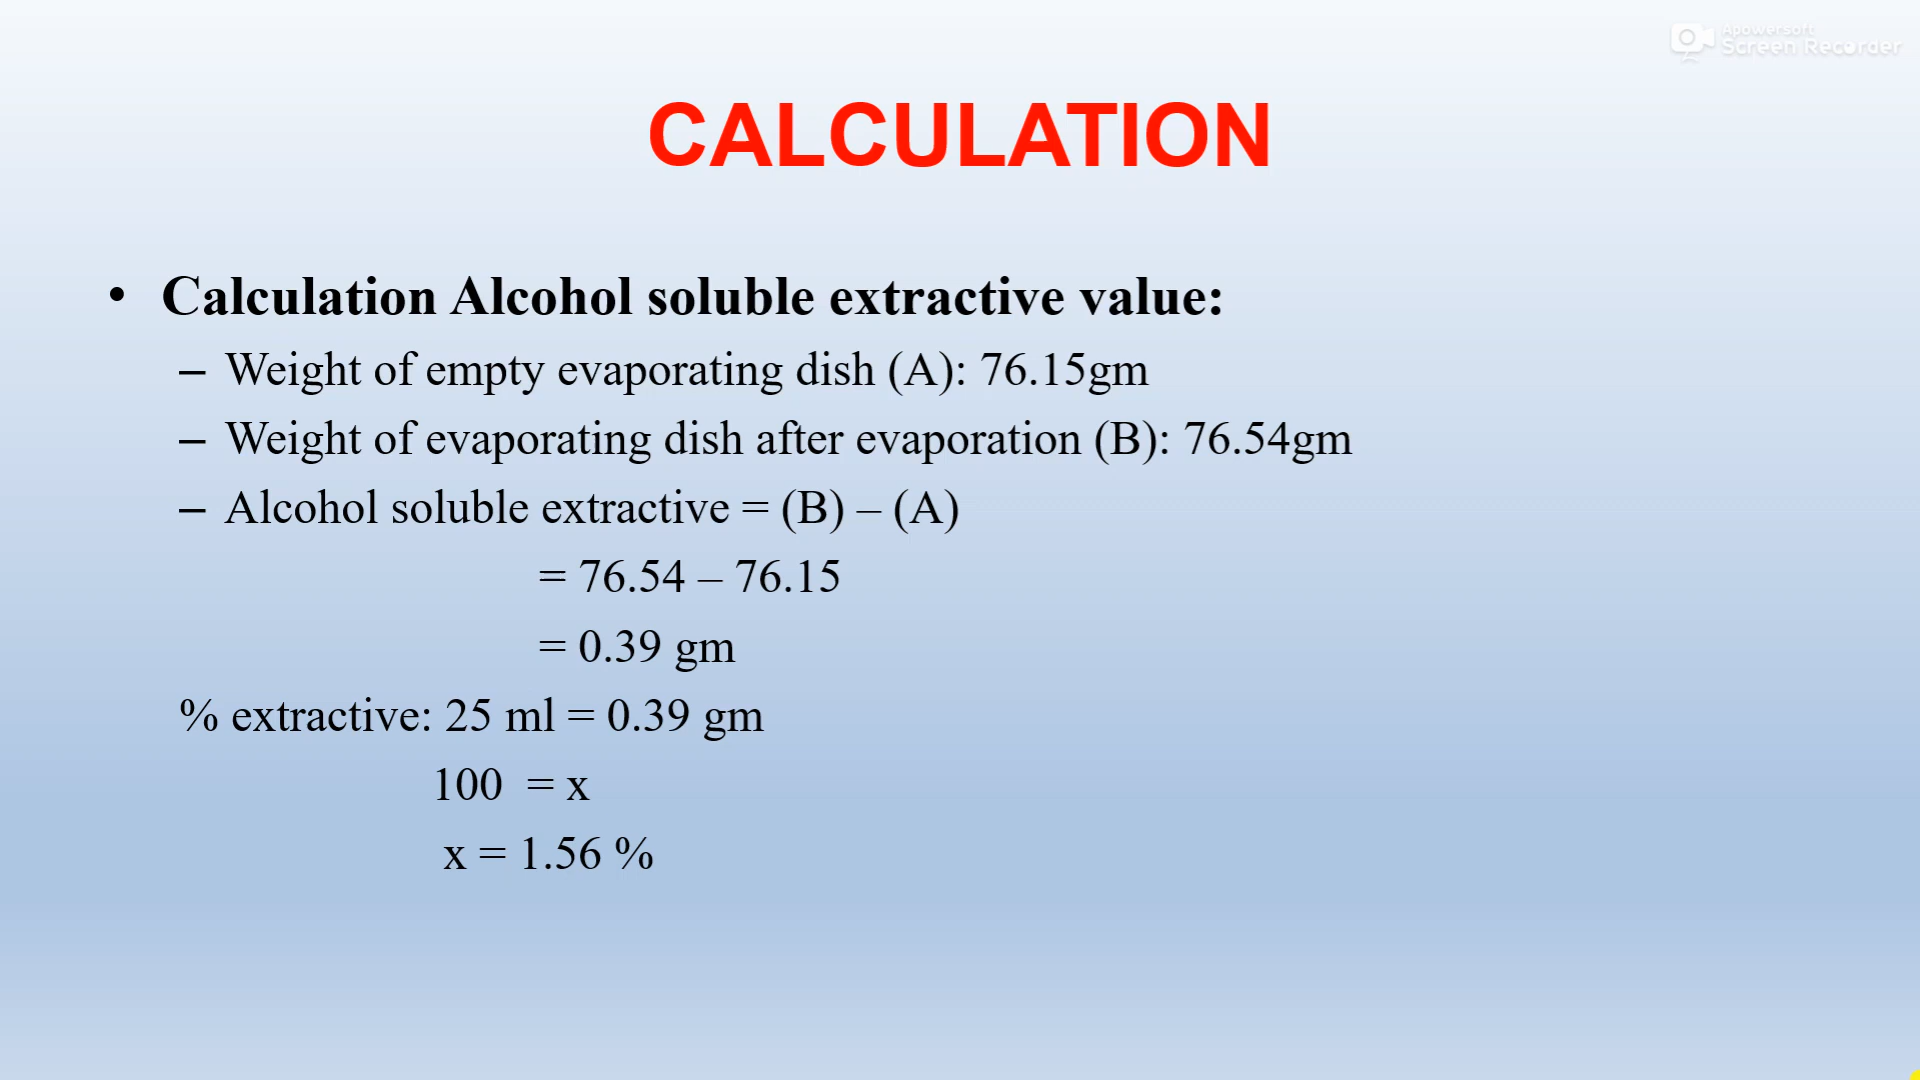 Apowersoft
Screen Recorder
CALCULATION
• Calculation Alcohol soluble extractive value:
– Weight of empty evaporating dish (A): 76.15gm
– Weight of evaporating dish after evaporation (B): 76.54gm
– Alcohol soluble extractive = (B) – (A)
= 76.54 – 76.15
= 0.39 gm
% extractive: 25 ml = 0.39 gm
100 = x
x = 1.56 %